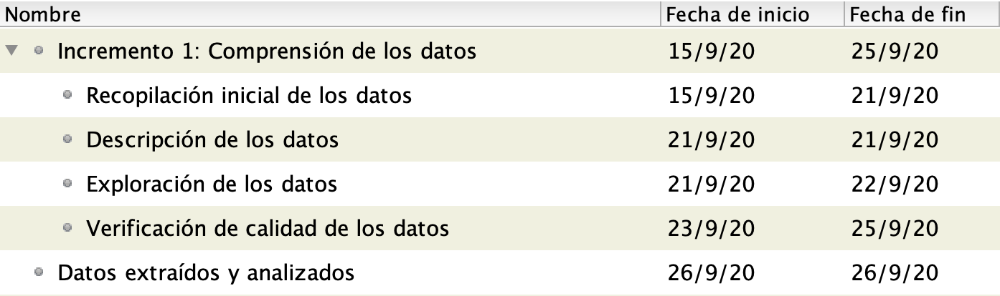 Nombre Fecha de inicio Fecha de fin
Incremento 1: Comprensión de los datos 15/9/20 25/9/20
Recopilación inicial de los datos 15/9/20 21/9/20
Descripción de los datos 21/9/20 21/9/20
Exploración de los datos 21/9/20 22/9/20
Verificación de calidad de los datos 23/9/20 25/9/20
Datos extraídos y analizados 26/9/20 26/9/20